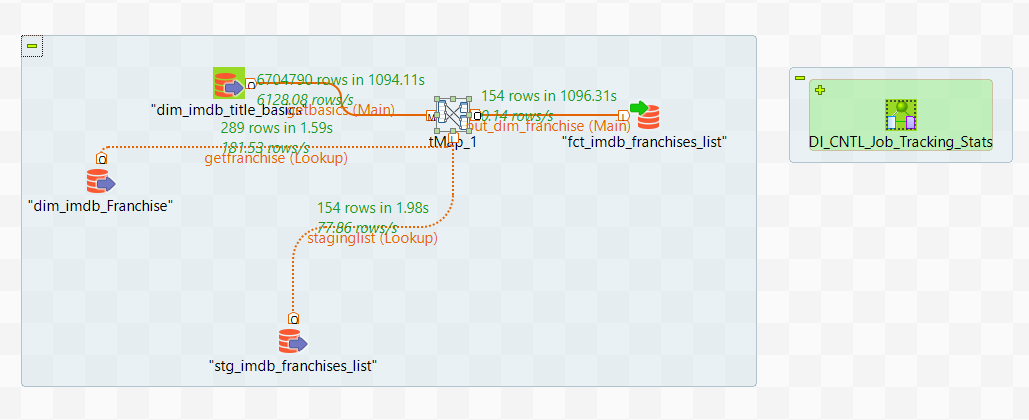 6704790 rows in 1094.11s
6128.08 rows/s
getbasics (Main)
"dim_imdb_title_basics"
154 rows in 1096.31s
0.14 rows/s
out_dim_franchise (Main)
tMap_1
"fct_imdb_franchises_list"
289 rows in 1.59s
181.53 rows/s
getfranchise (Lookup)
"dim_imdb_Franchise"
154 rows in 1.98s
77.86 rows/s
staginglist (Lookup)
"stg_imdb_franchises_list"
DI_CNTL_Job_Tracking_Stats